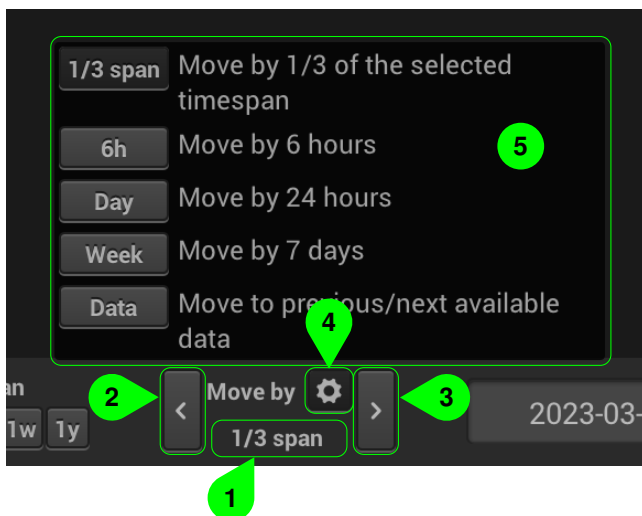 1/3 span Move by 1/3 of the selected
timespan
6h Move by 6 hours
Day Move by 24 hours
5
Week Move by 7 days
Data Move to previous/next available
data
4
an
2
Move by
3
1w 1y
<
>
2023-03-
1/3 span
1